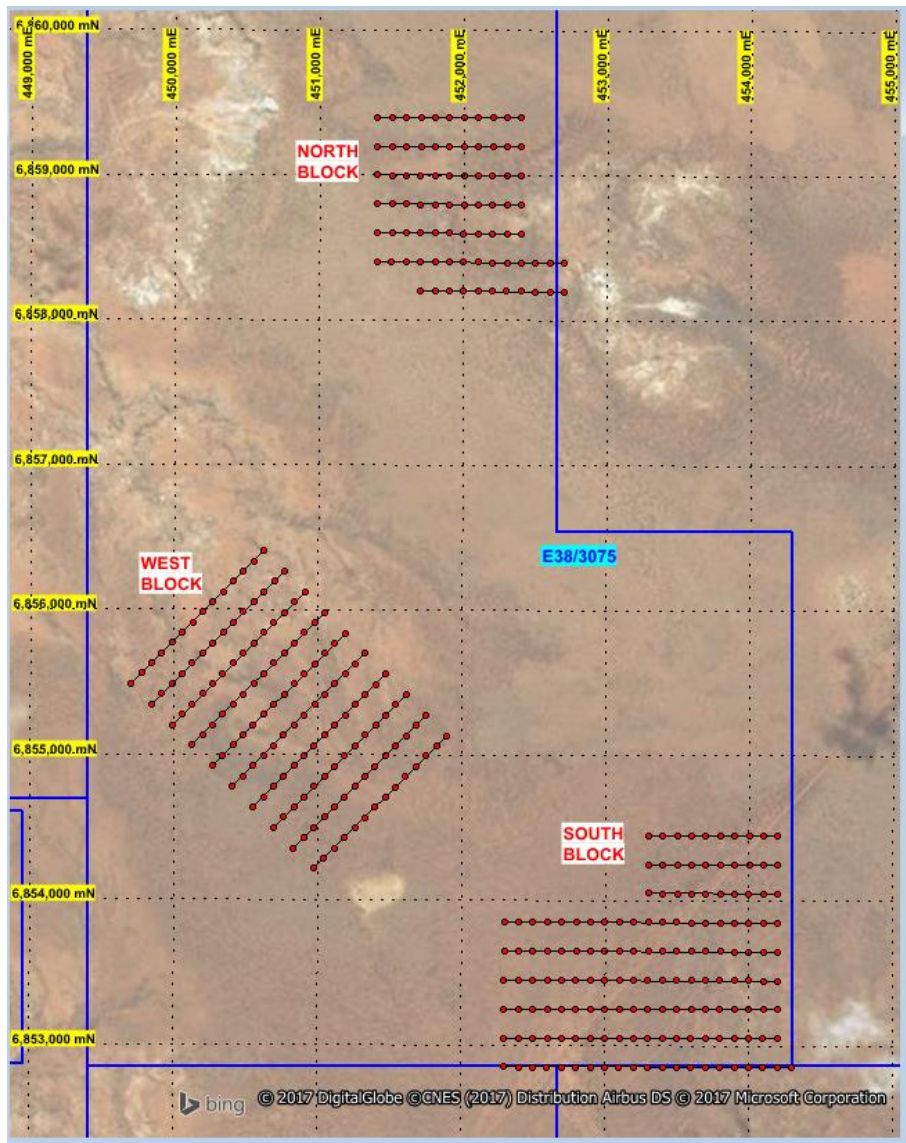 6,860,000 mN
449,000 mE
450,000 mE
451,000 mE
452,000 mE
453,000 mE
454,000 mE
455,000 mE
NORTH
BLOCK
6,859,000 mN
6,858,000 mN
6,857,000 mN
E38/3075
WEST
BLOCK
6,856,000 mN
6,855,000 mN
SOUTH
BLOCK
6,854,000 mN
6,853,000 mN
bing © 2017 DigitalGlobe ©CNES (2017) Distribution Airbus DS © 2017 Microsoft Corporation